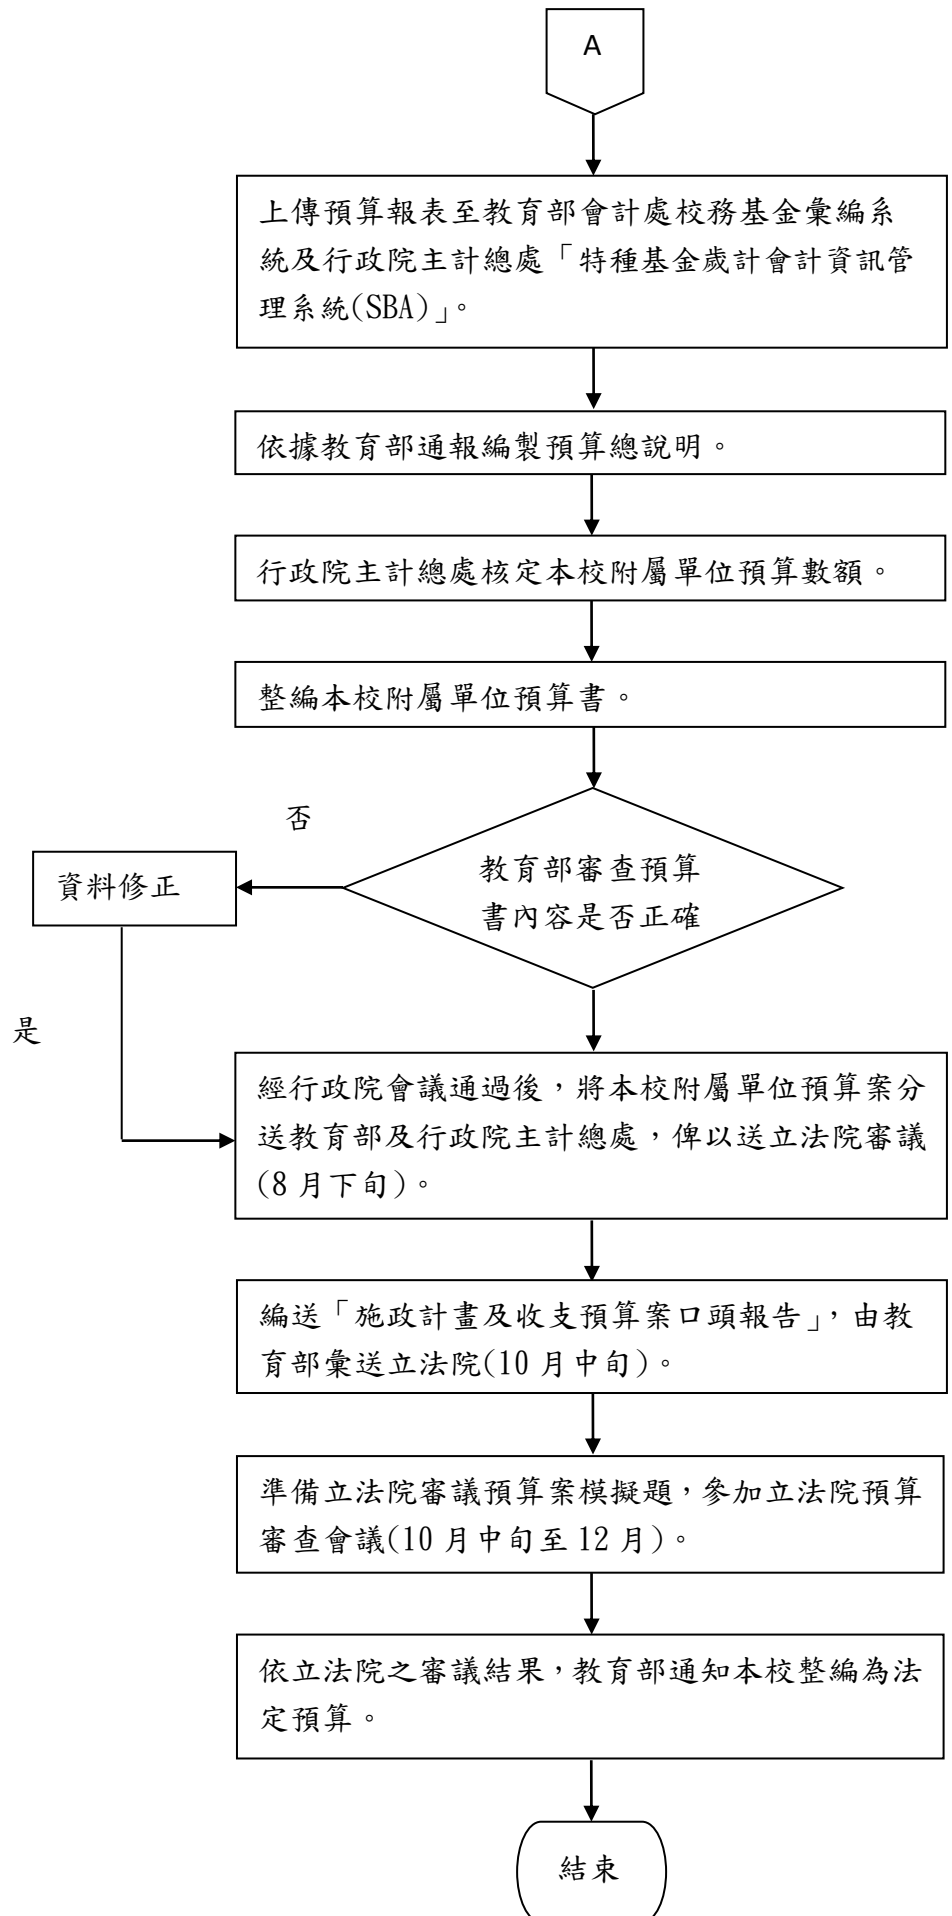 A
上傳預算報表至教育部會計處校務基金彙編系
統及行政院主計總處「特種基金歲計會計資訊管
理系統(SBA)」。
依據教育部通報編製預算總說明。
行政院主計總處核定本校附屬單位預算數額。
整編本校附屬單位預算書。
否
教育部審查預算
書內容是否正確
資料修正
是
經行政院會議通過後，將本校附屬單位預算案分
送教育部及行政院主計總處，俾以送立法院審議
(8 月下旬)。
編送「施政計畫及收支預算案口頭報告」，由教
育部彙送立法院(10 月中旬)。
準備立法院審議預算案模擬題，參加立法院預算
審查會議(10 月中旬至 12 月)。
依立法院之審議結果，教育部通知本校整編為法
定預算。
結束